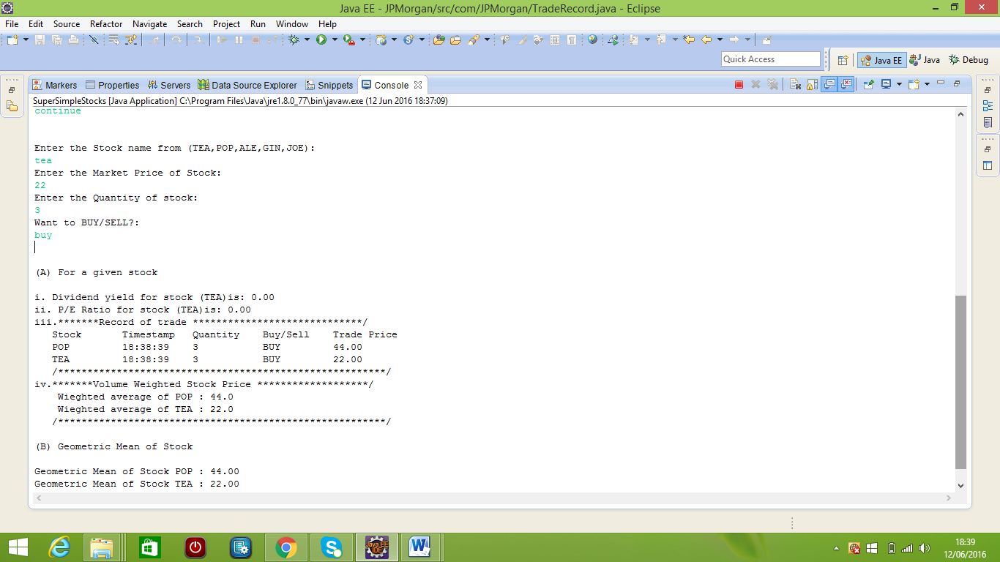 Java EE - JPMorgan/src/com/JPMorgan/TradeRecord.java - Eclipse
File Edit Source Refactor Navigate Search Project Run Window Help
Quick Access
Java EE Java Debug
Markers Properties Servers Data Source Explorer Snippets Console
SuperSimpleStocks [Java Application] C:\Program Files\Java\jre1.8.0_77\bin\javaw.exe (12 Jun 2016 18:37:09)
continue
Enter the Stock name from (TEA,POP,ALE,GIN,JOE):
tea
Enter the Market Price of Stock:
22
Enter the Quantity of stock:
3
Want to BUY/SELL?:
buy
(A) For a given stock
i. Dividend yield for stock (TEA)is: 0.00
ii. P/E Ratio for stock (TEA)is: 0.00
iii.*******Record of trade *****************************/
Stock Timestamp Quantity Buy/Sell Trade Price
POP 18:38:39 3 BUY 44.00
TEA 18:38:39 3 BUY 22.00
/********************************************************/
iv.*******Volume Weighted Stock Price *******************/
Wieghted average of POP : 44.0
Wieghted average of TEA : 22.0
/********************************************************/
(B) Geometric Mean of Stock
Geometric Mean of Stock POP : 44.00
Geometric Mean of Stock TEA : 22.00
Java EE
IDE
18:39
12/06/2016